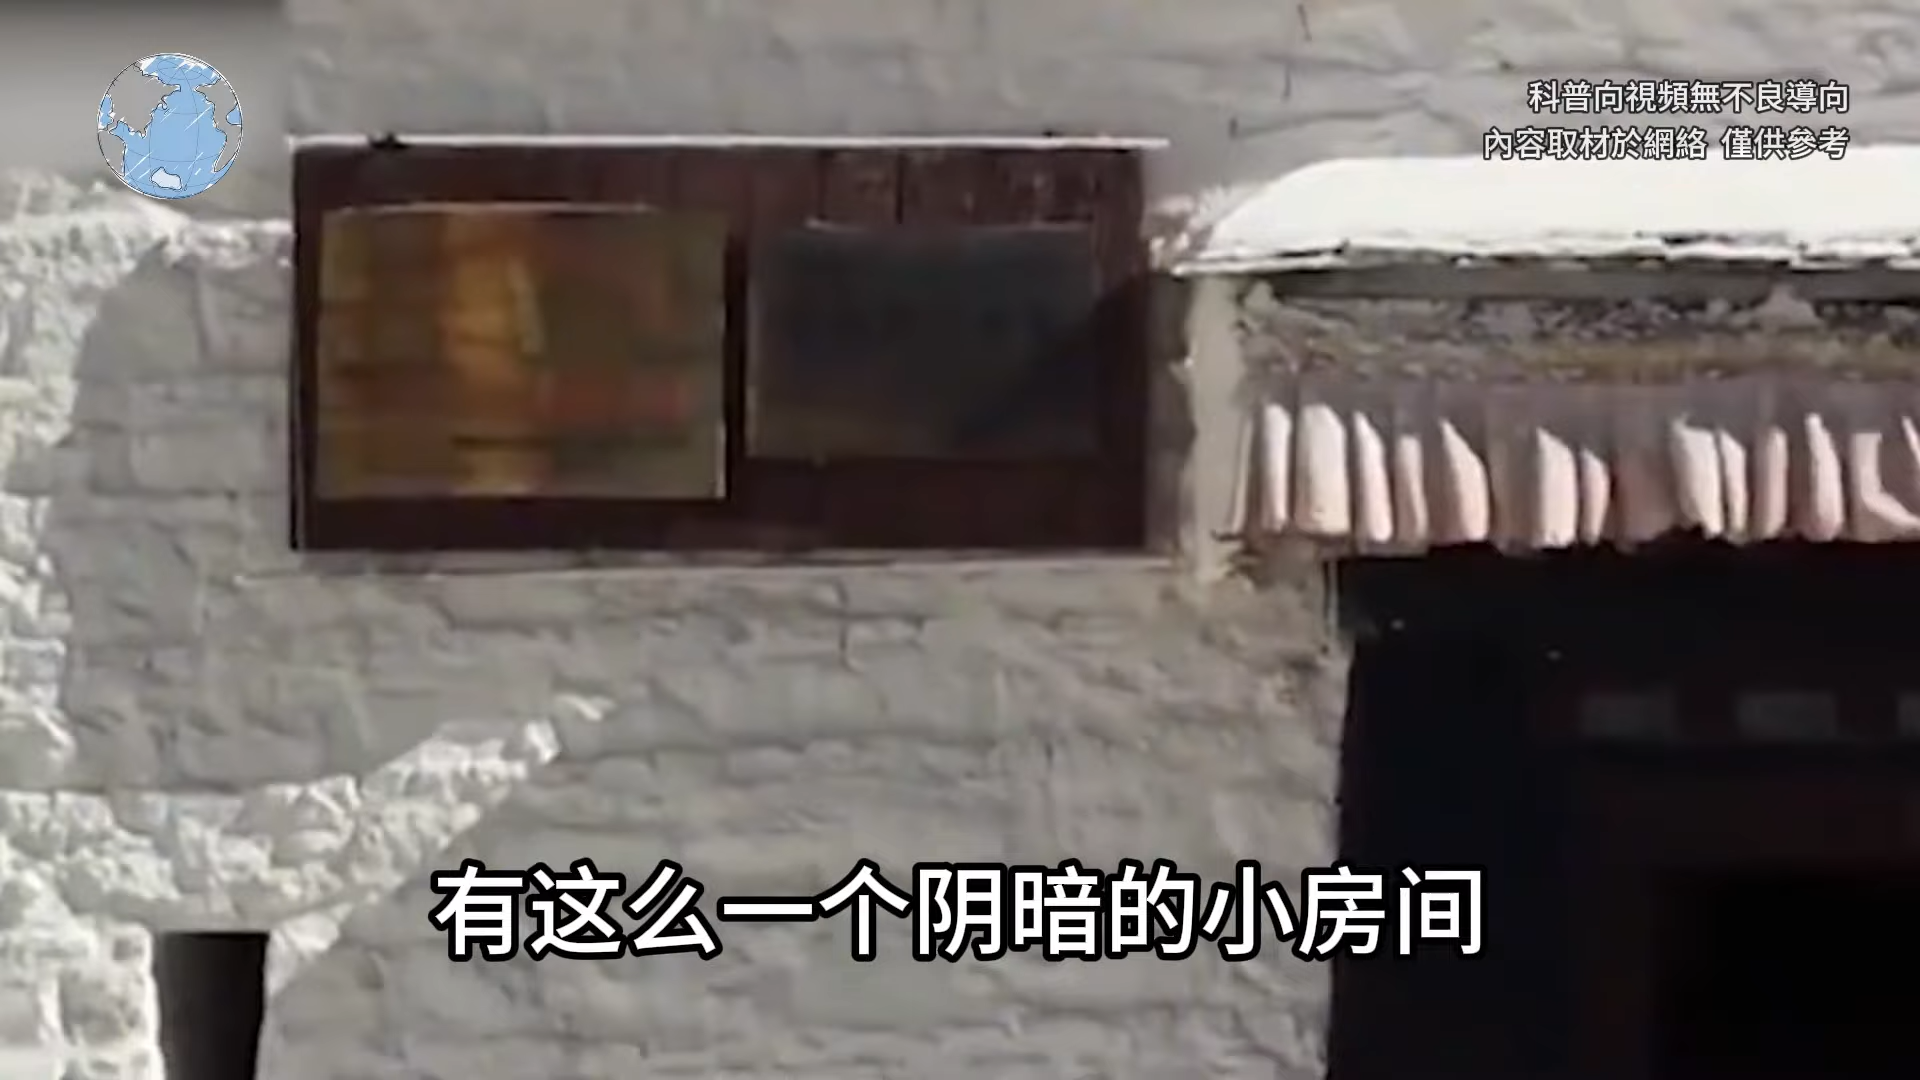 科普向視頻無不良導向
內容取材於網絡 僅供參考
有这么一个阴暗的小房间